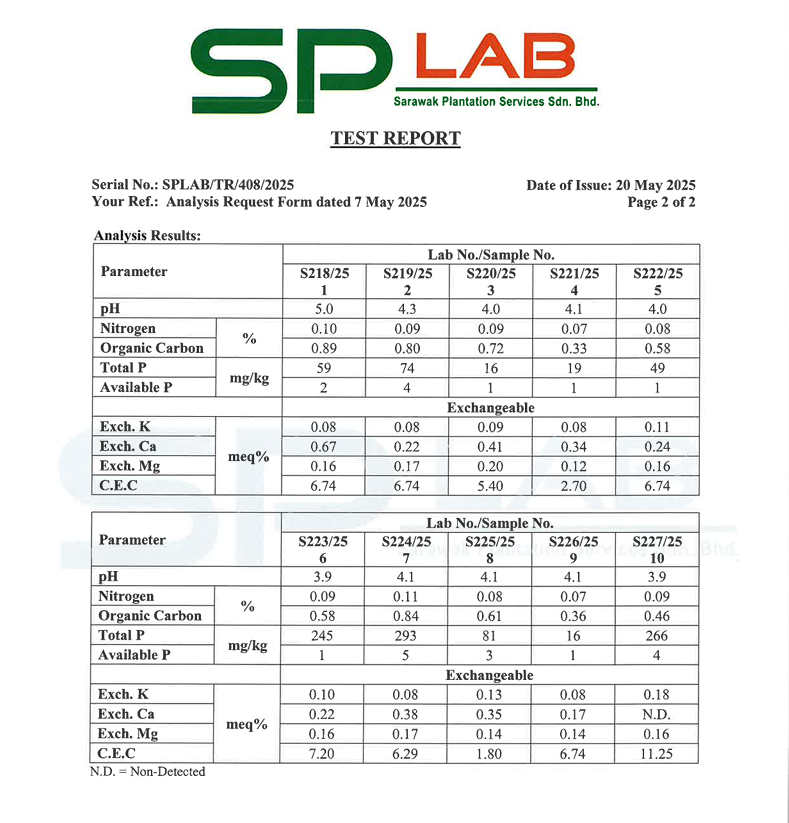 SP LAB
Sarawak Plantation Services Sdn. Bhd.
TEST REPORT
Serial No.: SPLAB/TR/408/2025 Date of Issue: 20 May 2025
Your Ref.: Analysis Request Form dated 7 May 2025 Page 2 of 2
Analysis Results:
Parameter Lab No./Sample No.
S218/25 S219/25 S220/25 S221/25 S222/25
1 2 3 4 5
pH 5.0 4.3 4.0 4.1 4.0
Nitrogen % 0.10 0.09 0.09 0.07 0.08
Organic Carbon 0.89 0.80 0.72 0.33 0.58
Total P mg/kg 59 74 16 19 49
Available P 2 4 1 1 1
Exchangeable
Exch. K meq% 0.08 0.08 0.09 0.08 0.11
Exch. Ca 0.67 0.22 0.41 0.34 0.24
Exch. Mg 0.16 0.17 0.20 0.12 0.16
C.E.C 6.74 6.74 5.40 2.70 6.74
Parameter Lab No./Sample No.
S223/25 S224/25 S225/25 S226/25 S227/25
6 7 8 9 10
pH 3.9 4.1 4.1 4.1 3.9
Nitrogen % 0.09 0.11 0.08 0.07 0.09
Organic Carbon 0.58 0.84 0.61 0.36 0.46
Total P mg/kg 245 293 81 16 266
Available P 1 5 3 1 4
Exchangeable
Exch. K meq% 0.10 0.08 0.13 0.08 0.18
Exch. Ca 0.22 0.38 0.35 0.17 N.D.
Exch. Mg 0.16 0.17 0.14 0.14 0.16
C.E.C 7.20 6.29 1.80 6.74 11.25
N.D. = Non-Detected
SP LAB
Sarawak Plantation Services Sdn. Bhd.